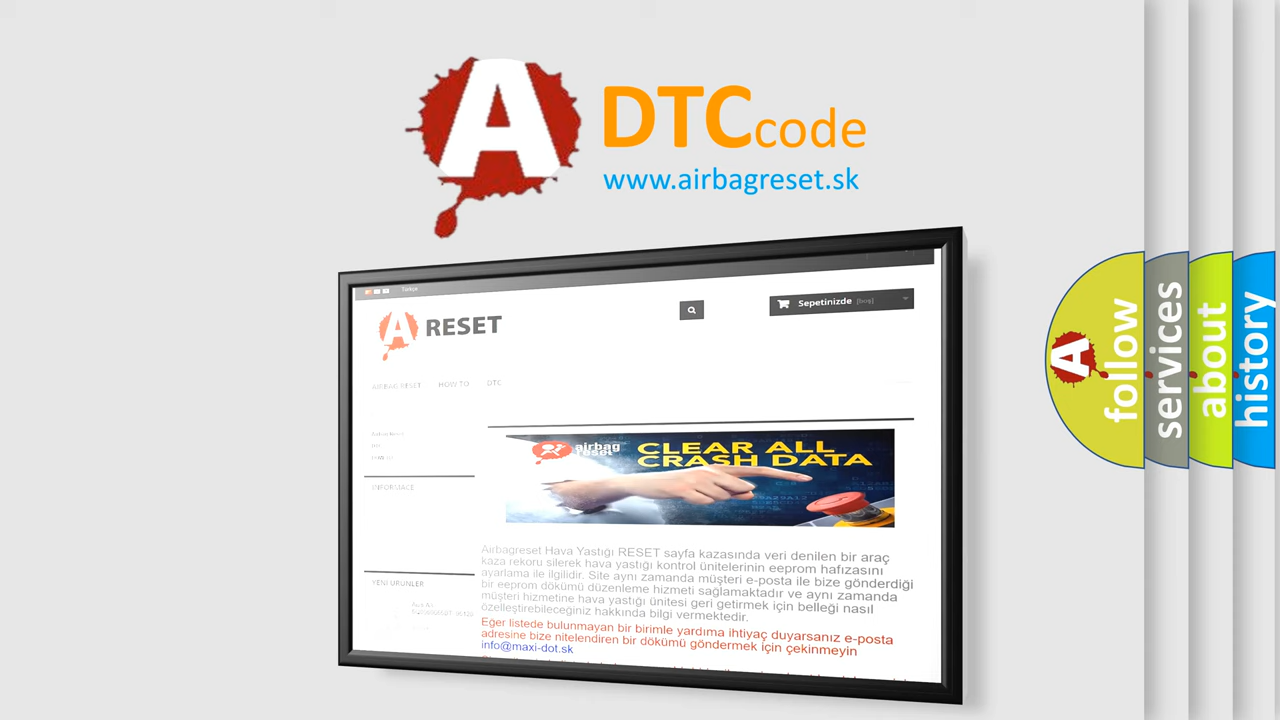 A
DTC code
www.airbagreset.sk
Türkçe
A RESET
Sepetinizde [boş]
AIRBAG RESET HOW TO DTC
INFORMACE
airbag
reset
CLEAR ALL
CRASH DATA
Airbagreset Hava Yastığı RESET sayfa kazasında veri denilen bir araç
kaza rekoru silerek hava yastığı kontrol ünitelerinin eeprom hafızasını
ayarlama ile ilgilidir. Site aynı zamanda müşteri e-posta ile bize gönderdiği
bir eeprom dökümü düzenleme hizmeti sağlamaktadır ve aynı zamanda
müşteri hizmetine hava yastığı ünitesi geri getirmek için belleği nasıl
özelleştirebileceğiniz hakkında bilgi vermektedir.
Eğer listede bulunmayan bir birimle yardıma ihtiyaç duyarsanız e-posta
adresine bize nitelendiren bir dökümü göndermek için çekinmeyin
info@maxi-dot.sk
YENI ÜRÜNLER
A
follow
services
about
history